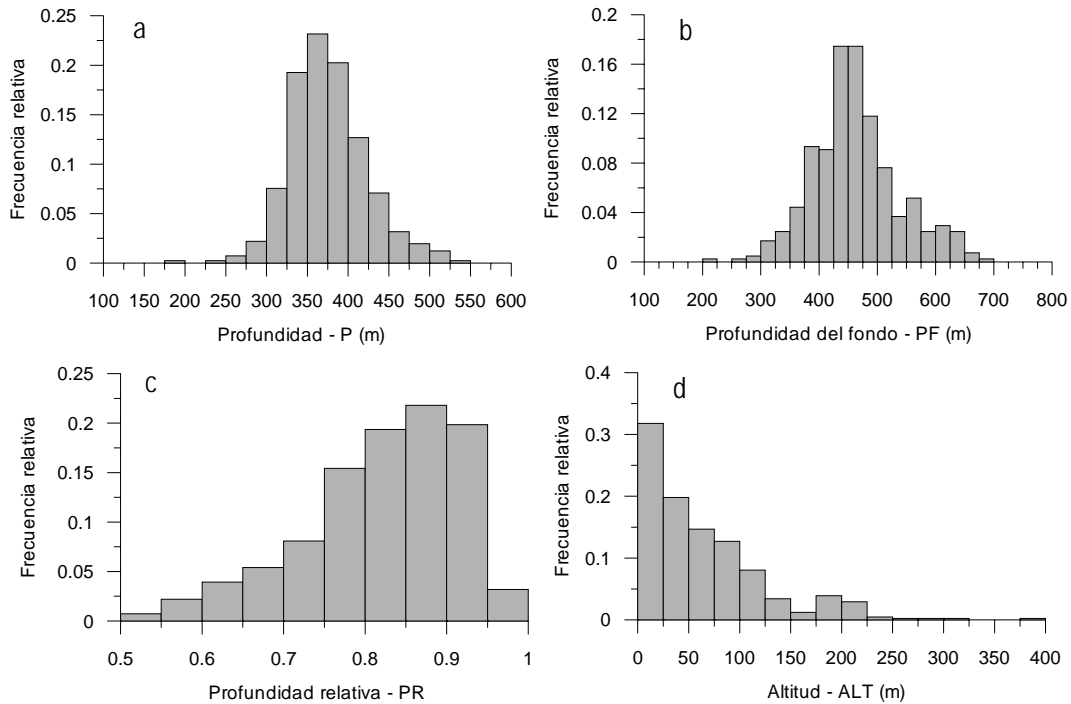 a
0.25
0.2
0.15
0.1
0.05
0
Frecuencia relativa
100 150 200 250 300 350 400 450 500 550 600
Profundidad - P (m)
b
0.2
0.16
0.12
0.08
0.04
0
Frecuencia relativa
100 200 300 400 500 600 700 800
Profundidad del fondo - PF (m)
c
0.25
0.2
0.15
0.1
0.05
0
Frecuencia relativa
0.5 0.6 0.7 0.8 0.9 1
Profundidad relativa - PR
d
0.4
0.3
0.2
0.1
0
Frecuencia relativa
0 50 100 150 200 250 300 350 400
Altitud - ALT (m)